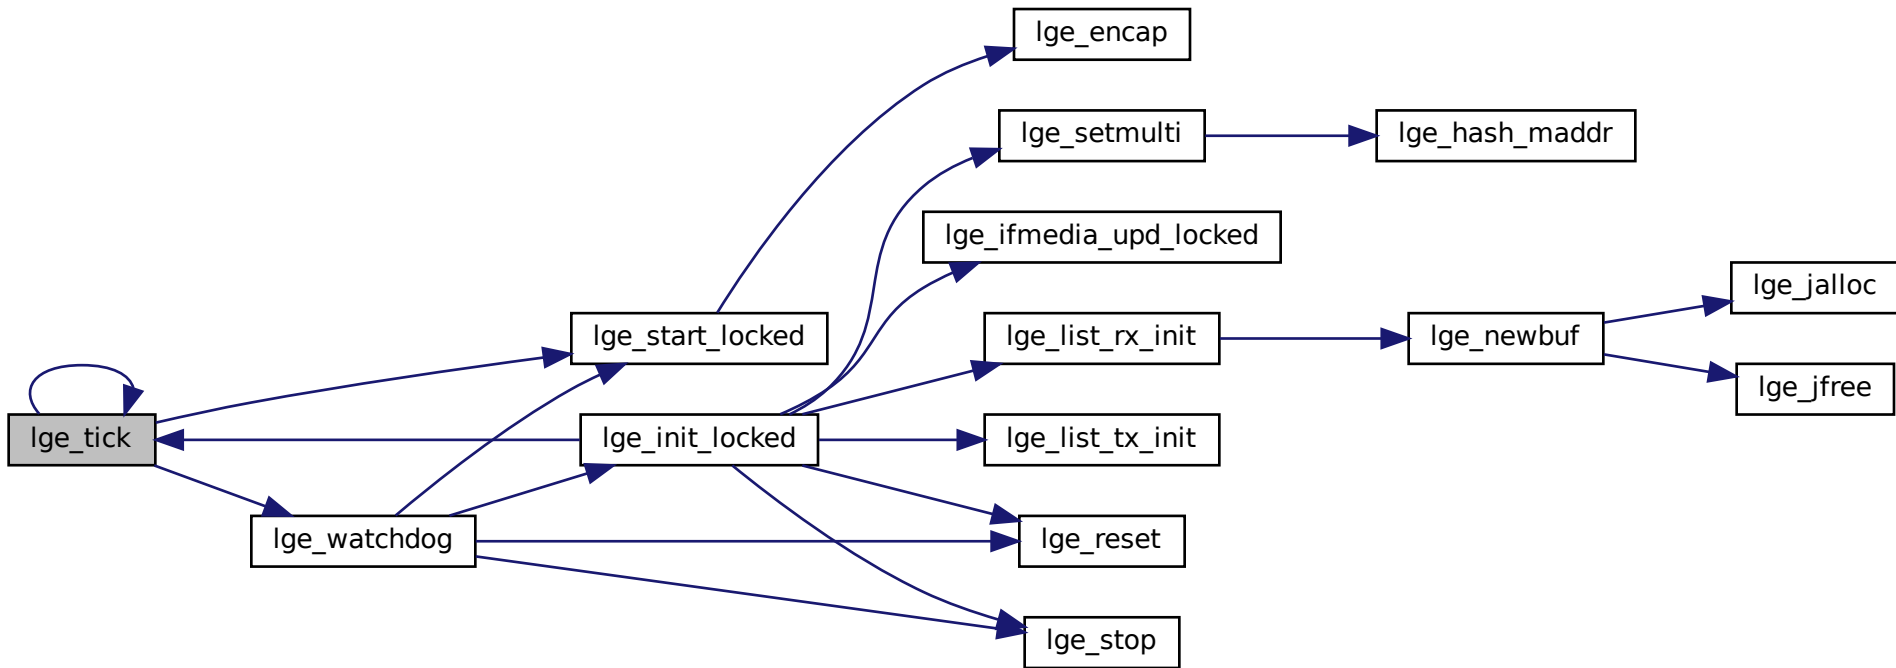 lge_encap
lge_setmulti
lge_hash_maddr
lge_ifmedia_upd_locked
lge_jalloc
lge_start_locked
lge_list_rx_init
lge_newbuf
lge_jfree
lge_tick
lge_init_locked
lge_list_tx_init
lge_watchdog
lge_reset
lge_stop